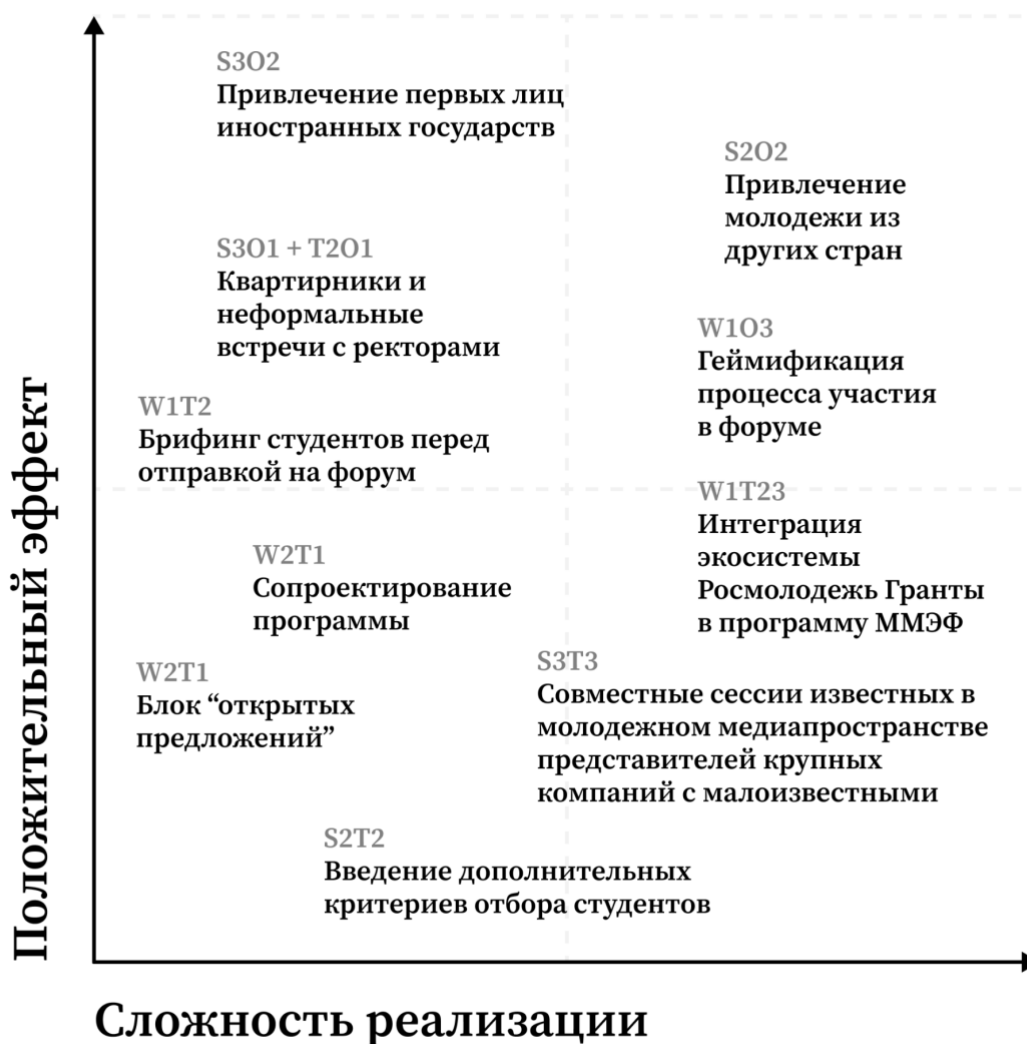 S3O2
Привлечение первых лиц
иностранных государств
S2O2
Привлечение
молодежи из
других стран
S3O1 + T2O1
Квартирники и
неформальные
встречи с ректорами
W1O3
Геймификация
процесса участия
в форуме
W1T2
Брифинг студентов перед
отправкой на форум
W1T23
Интеграция
экосистемы
Росмолодежь Гранты
в программу ММЭФ
W2T1
Сопроектирование
программы
W2T1
Блок “открытых
предложений”
S3T3
Совместные сессии известных в
молодежном медиапространстве
представителей крупных
компаний с малоизвестными
S2T2
Введение дополнительных
критериев отбора студентов
Положительный эффект
Сложность реализации